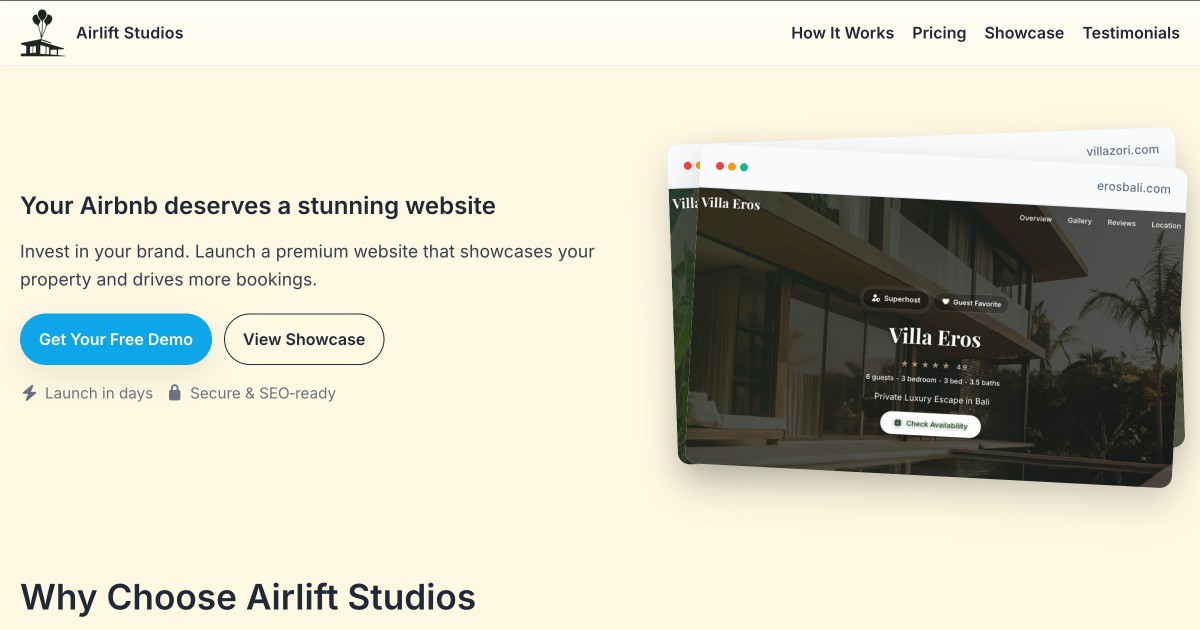 Airlift Studios
How It Works
Pricing
Showcase
Testimonials
Your Airbnb deserves a stunning website
Invest in your brand. Launch a premium website that showcases your
property and drives more bookings.
Get Your Free Demo
View Showcase
Launch in days
Secure & SEO-ready
villazori.com
erosbali.com
Villa Eros
Overview
Gallery
Reviews
Location
Superhost
Guest Favorite
Villa Eros
4.9
6 guests - 3 bedroom - 3 bed - 3.5 baths
Private Luxury Escape in Bali
Check Availability
Why Choose Airlift Studios